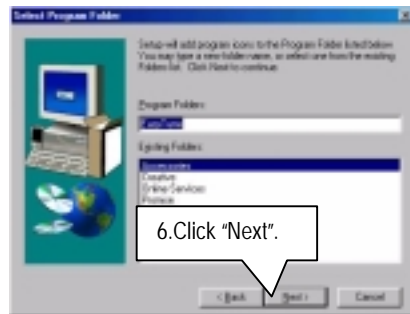 Select Program Folder
Setup will add program icons to the Program Folder listed below.
You may type a new folder name, or select one from the existing
Folders list. Click Next to continue.
Program Folders:
Existing Folders:
Accessories
Creative
Online Services
6.Click “Next”.
< Back
Next >
Cancel